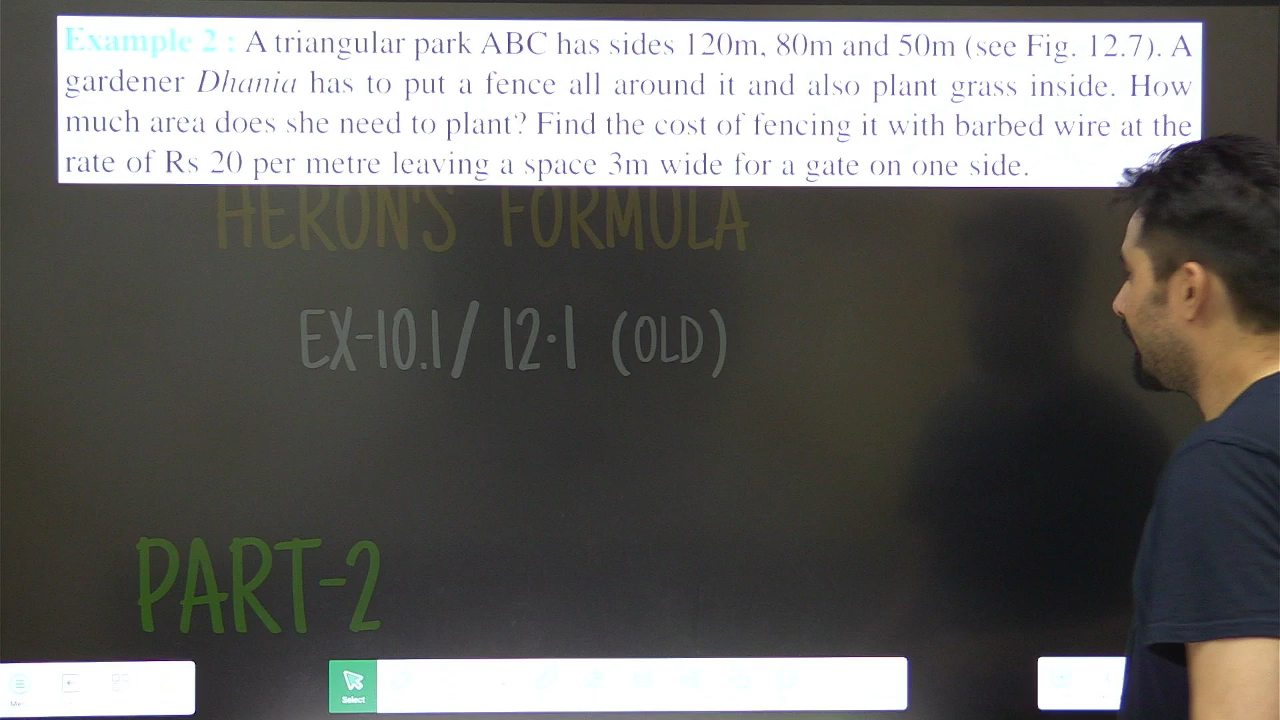 Example 2 : A triangular park ABC has sides 120m, 80m and 50m (see Fig. 12.7). A
gardener Dhania has to put a fence all around it and also plant grass inside. How
much area does she need to plant? Find the cost of fencing it with barbed wire at the
rate of Rs 20 per metre leaving a space 3m wide for a gate on one side.
HERON'S FORMULA
EX-10.1/ 12.1 (OLD)
PART-2
Select